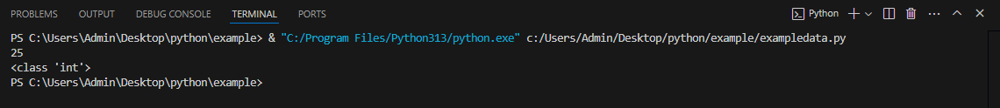 PROBLEMS OUTPUT DEBUG CONSOLE TERMINAL PORTS Python
PS C:\Users\Admin\Desktop\python\example> & "C:/Program Files/Python313/python.exe" c:/Users/Admin/Desktop/python/example/exampledata.py
25
<class 'int'>
PS C:\Users\Admin\Desktop\python\example>